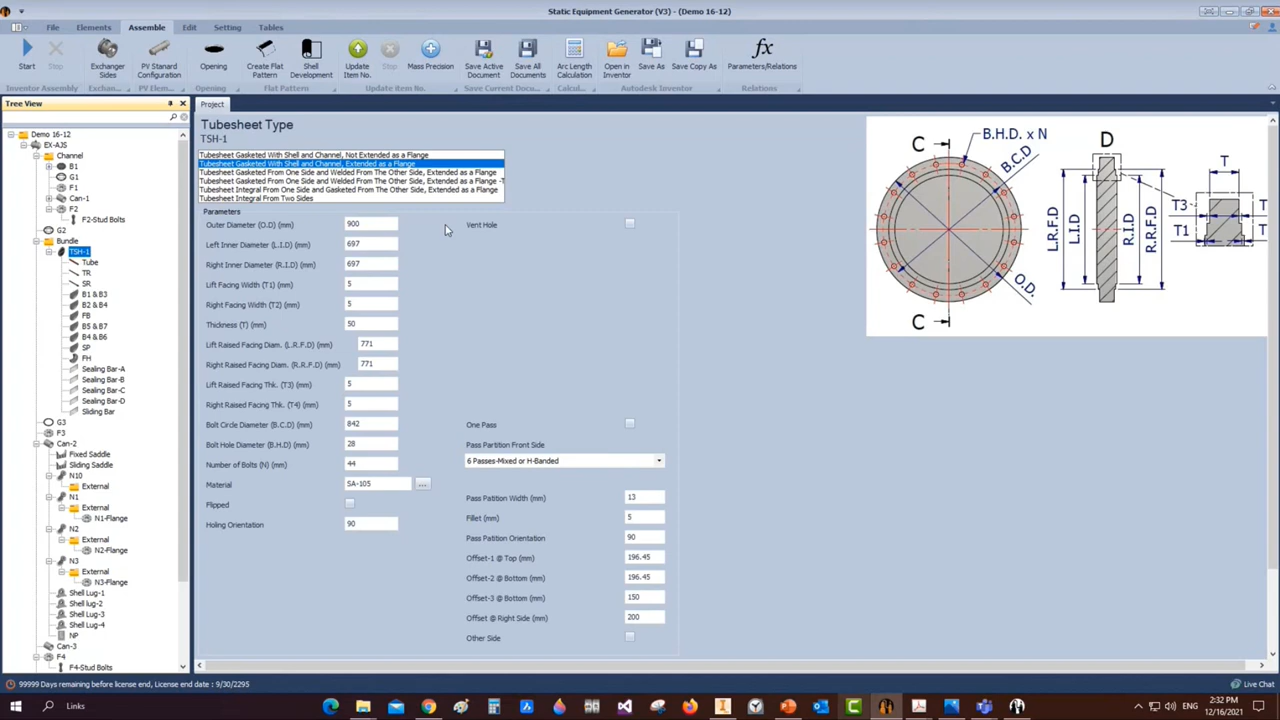 Static Equipment Generator (V3) - (Demo 16-12)
File Elements Assemble Edit Setting Tables
Start
Stop
Exchanger Sides
PV Stanard Configuration
Opening
Create Flat Pattern
Shell Development
Update Item No.
Stop
Mass Precision
Save Active Document
Save All Documents
Arc Length Calculation
Open in Inventor
Save As
Save Copy As
Parameters/Relations
Inventor Assembly
Exchan...
PV Elem...
Opening
Flat Pattern
Update item No.
Save Current Docum...
Calcul...
Autodesk Inventor
Relations
Tree View
Demo 16-12
EX-AJS
Channel
B1
G1
F1
Can-1
F2
F2-Stud Bolts
G2
Bundle
TSH-1
Tube
TR
SR
B1 & B3
B2 & B4
FB
B5 & B7
B4 & B6
SP
FH
Sealing Bar-A
Sealing Bar-B
Sealing Bar-C
Sealing Bar-D
Sliding Bar
G3
F3
Can-2
Fixed Saddle
Sliding Saddle
N10
External
N1
External
N1-Flange
N2
External
N2-Flange
N3
External
N3-Flange
Shell Lug-1
Shell lug-2
Shell Lug-3
Shell Lug-4
NP
Can-3
F4
F4-Stud Bolts
Project
Tubesheet Type
TSH-1
Tubesheet Gasketed With Shell and Channel, Not Extended as a Flange
Tubesheet Gasketed With Shell and Channel, Extended as a Flange
Tubesheet Gasketed From One Side and Welded From The Other Side, Extended as a Flange
Tubesheet Gasketed From One Side and Welded From The Other Side, Extended as a Flange -T
Tubesheet Integral From One Side and Gasketed From The Other Side, Extended as a Flange
Tubesheet Integral From Two Sides
Parameters
Outer Diameter (O.D) (mm) 900
Left Inner Diameter (L.I.D) (mm) 697
Right Inner Diameter (R.I.D) (mm) 697
Lift Facing Width (T1) (mm) 5
Right Facing Width (T2) (mm) 5
Thickness (T) (mm) 50
Lift Raised Facing Diam. (L.R.F.D) (mm) 771
Right Raised Facing Diam. (R.R.F.D) (mm) 771
Lift Raised Facing Thk. (T3) (mm) 5
Right Raised Facing Thk. (T4) (mm) 5
Bolt Circle Diameter (B.C.D) (mm) 842
Bolt Hole Diameter (B.H.D) (mm) 28
Number of Bolts (N) (mm) 44
Material SA-105 ...
Flipped
Holing Orientation 90
Vent Hole
One Pass
Pass Partition Front Side
6 Passes-Mixed or H-Banded
Pass Patition Width (mm) 13
Fillet (mm) 5
Pass Patition Orientation 90
Offset-1 @ Top (mm) 196.45
Offset-2 @ Bottom (mm) 196.45
Offset-3 @ Bottom (mm) 150
Offset @ Right Side (mm) 200
Other Side
C
B.H.D. x N
B.C.D
O.D.
C
D
L.R.F.D
L.I.D
R.I.D
R.R.F.D
T
T3
T
T1
T
99999 Days remaining before license end, License end date - 9/30/2295
Live Chat
Links
ENG
2:32 PM
12/16/2021